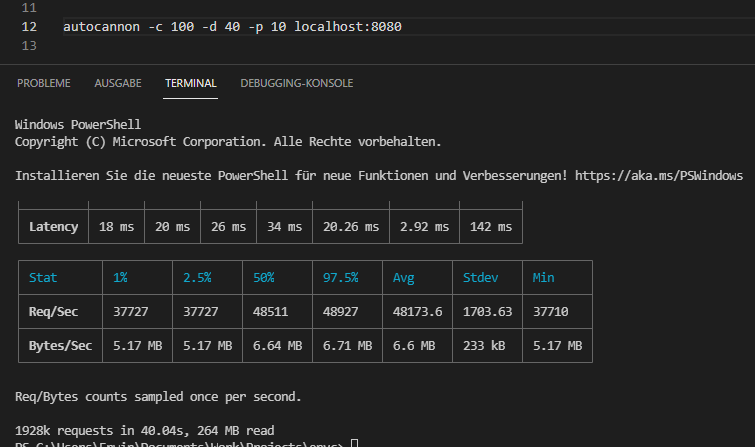 11
12 autocannon -c 100 -d 40 -p 10 localhost:8080
13
PROBLEME AUSGABE TERMINAL DEBUGGING-KONSOLE
Windows PowerShell
Copyright (C) Microsoft Corporation. Alle Rechte vorbehalten.
Installieren Sie die neueste PowerShell für neue Funktionen und Verbesserungen! https://aka.ms/PSWindows
Latency 18 ms 20 ms 26 ms 34 ms 20.26 ms 2.92 ms 142 ms
Stat 1% 2.5% 50% 97.5% Avg Stdev Min
Req/Sec 37727 37727 48511 48927 48173.6 1703.63 37710
Bytes/Sec 5.17 MB 5.17 MB 6.64 MB 6.71 MB 6.6 MB 233 kB 5.17 MB
Req/Bytes counts sampled once per second.
1928k requests in 40.04s, 264 MB read
PS C:\Users\Erwin\Documents\Work\Projects\